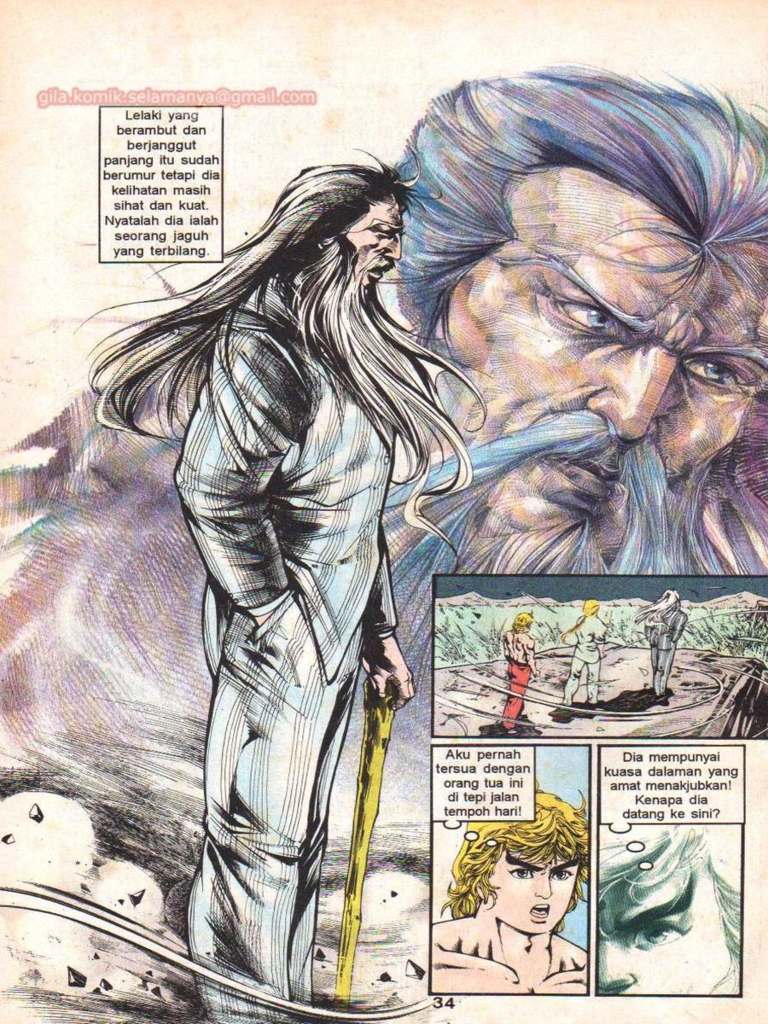 gila.komik.selamanya@gmail.com
Lelaki yang
berambut dan
berjanggut
panjang itu sudah
berumur tetapi dia
kelihatan masih
sihat dan kuat.
Nyatalah dia ialah
seorang jaguh
yang terbilang.
Aku pernah
tersua dengan
orang tua ini
di tepi jalan
tempoh hari!
Dia mempunyai
kuasa dalaman yang
amat menakjubkan!
Kenapa dia
datang ke sini?
34